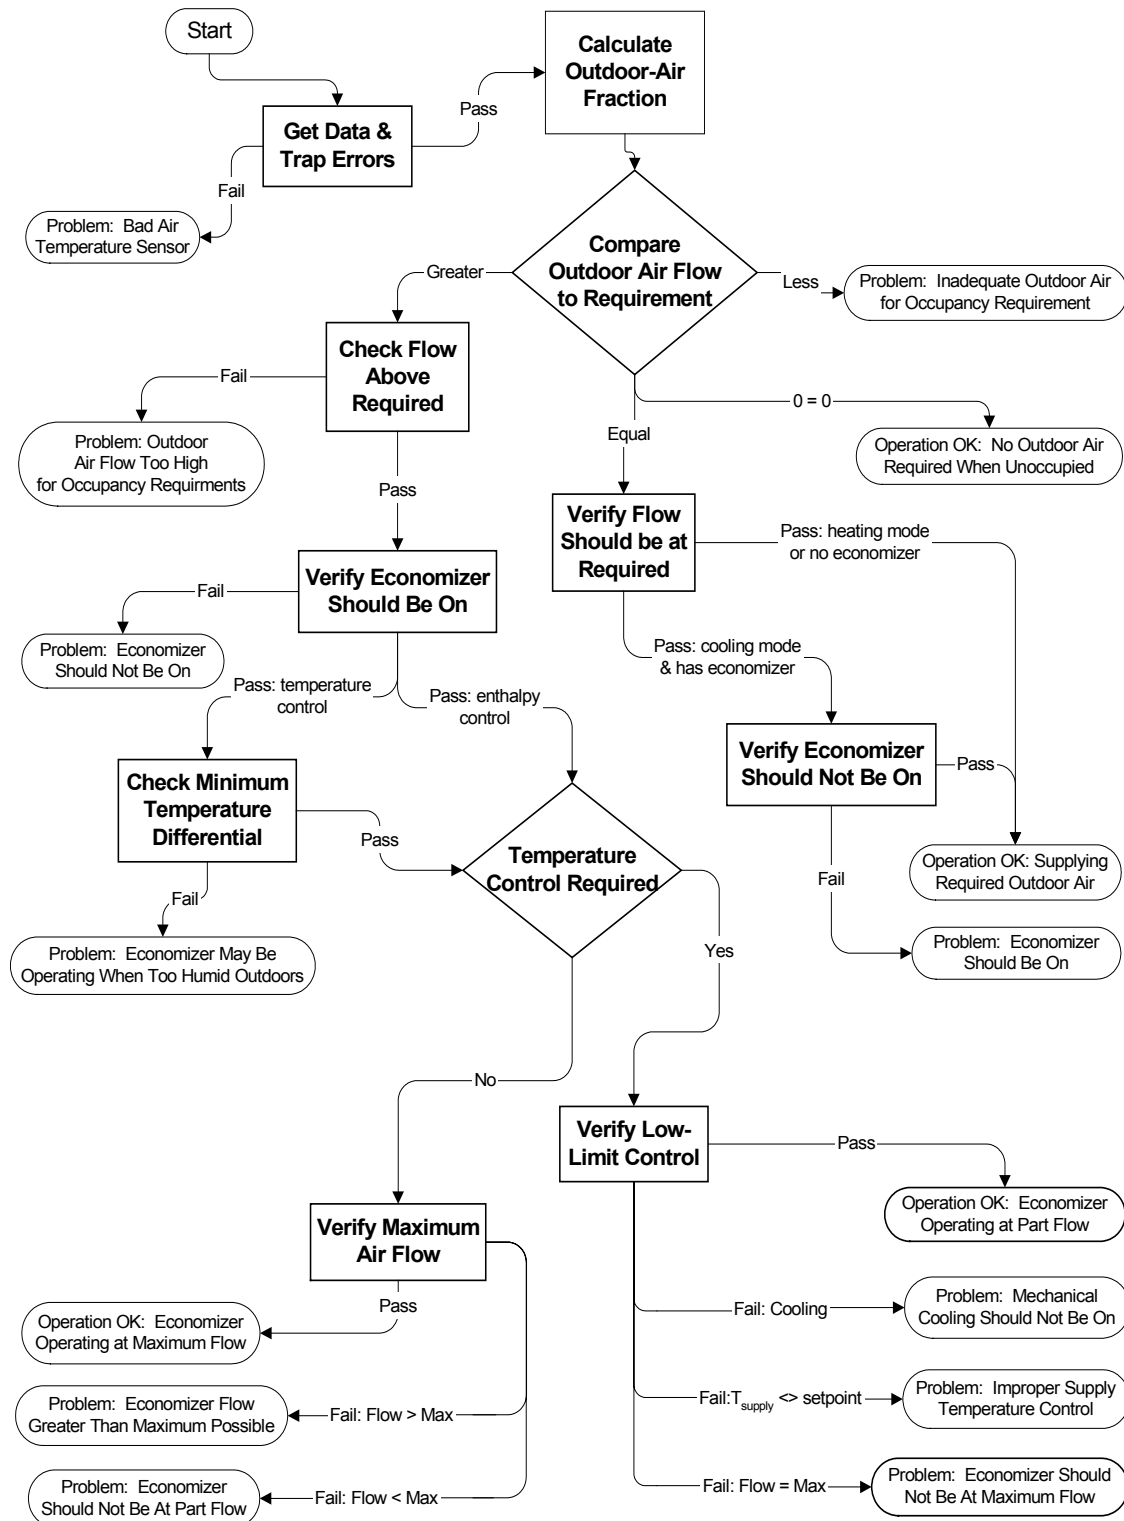 Start
Calculate
Outdoor-Air
Fraction
Pass
Get Data &
Trap Errors
Fail
Problem: Bad Air
Temperature Sensor
Compare
Outdoor Air Flow
to Requirement
Greater
Less
Problem: Inadequate Outdoor Air
for Occupancy Requirement
Check Flow
Above
Required
Fail
0 = 0
Equal
Problem: Outdoor
Air Flow Too High
for Occupancy Requirments
Operation OK: No Outdoor Air
Required When Unoccupied
Pass
Verify Flow
Should be at
Required
Pass: heating mode
or no economizer
Verify Economizer
Should Be On
Fail
Problem: Economizer
Should Not Be On
Pass: cooling mode
& has economizer
Pass: temperature
control
Pass: enthalpy
control
Verify Economizer
Should Not Be On
Pass
Check Minimum
Temperature
Differential
Pass
Temperature
Control Required
Fail
Operation OK: Supplying
Required Outdoor Air
Fail
Problem: Economizer May Be
Operating When Too Humid Outdoors
Yes
Problem: Economizer
Should Be On
No
Verify Low-
Limit Control
Pass
Operation OK: Economizer
Operating at Part Flow
Verify Maximum
Air Flow
Pass
Operation OK: Economizer
Operating at Maximum Flow
Fail: Cooling
Problem: Mechanical
Cooling Should Not Be On
Problem: Economizer Flow
Greater Than Maximum Possible
Fail: Flow > Max
Fail:Tsupply <> setpoint
Problem: Improper Supply
Temperature Control
Problem: Economizer
Should Not Be At Part Flow
Fail: Flow < Max
Fail: Flow = Max
Problem: Economizer Should
Not Be At Maximum Flow